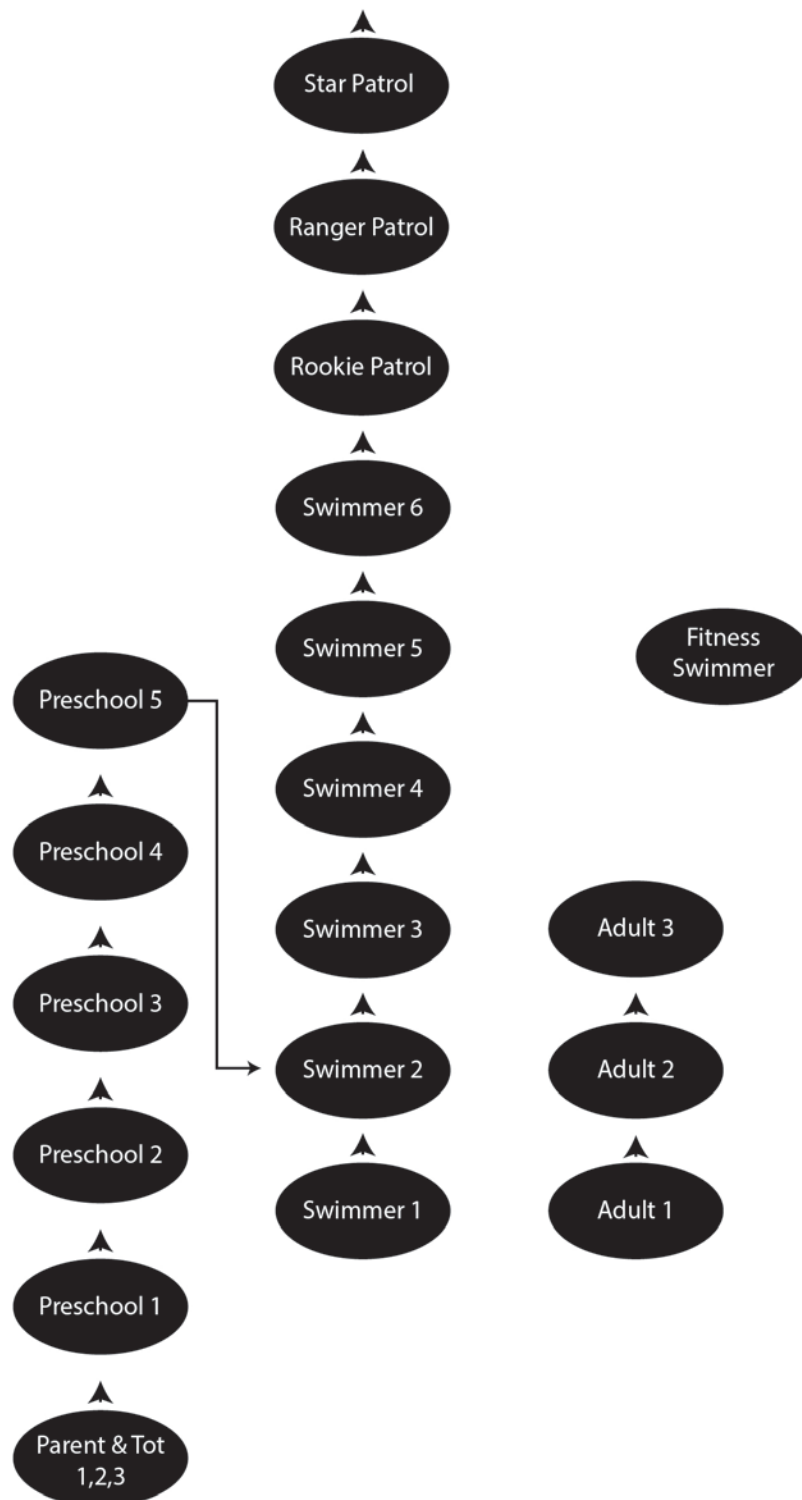 Star Patrol
Ranger Patrol
Rookie Patrol
Swimmer 6
Swimmer 5
Fitness
Swimmer
Preschool 5
Swimmer 4
Preschool 4
Swimmer 3
Adult 3
Preschool 3
Swimmer 2
Adult 2
Preschool 2
Swimmer 1
Adult 1
Preschool 1
Parent & Tot
1,2,3